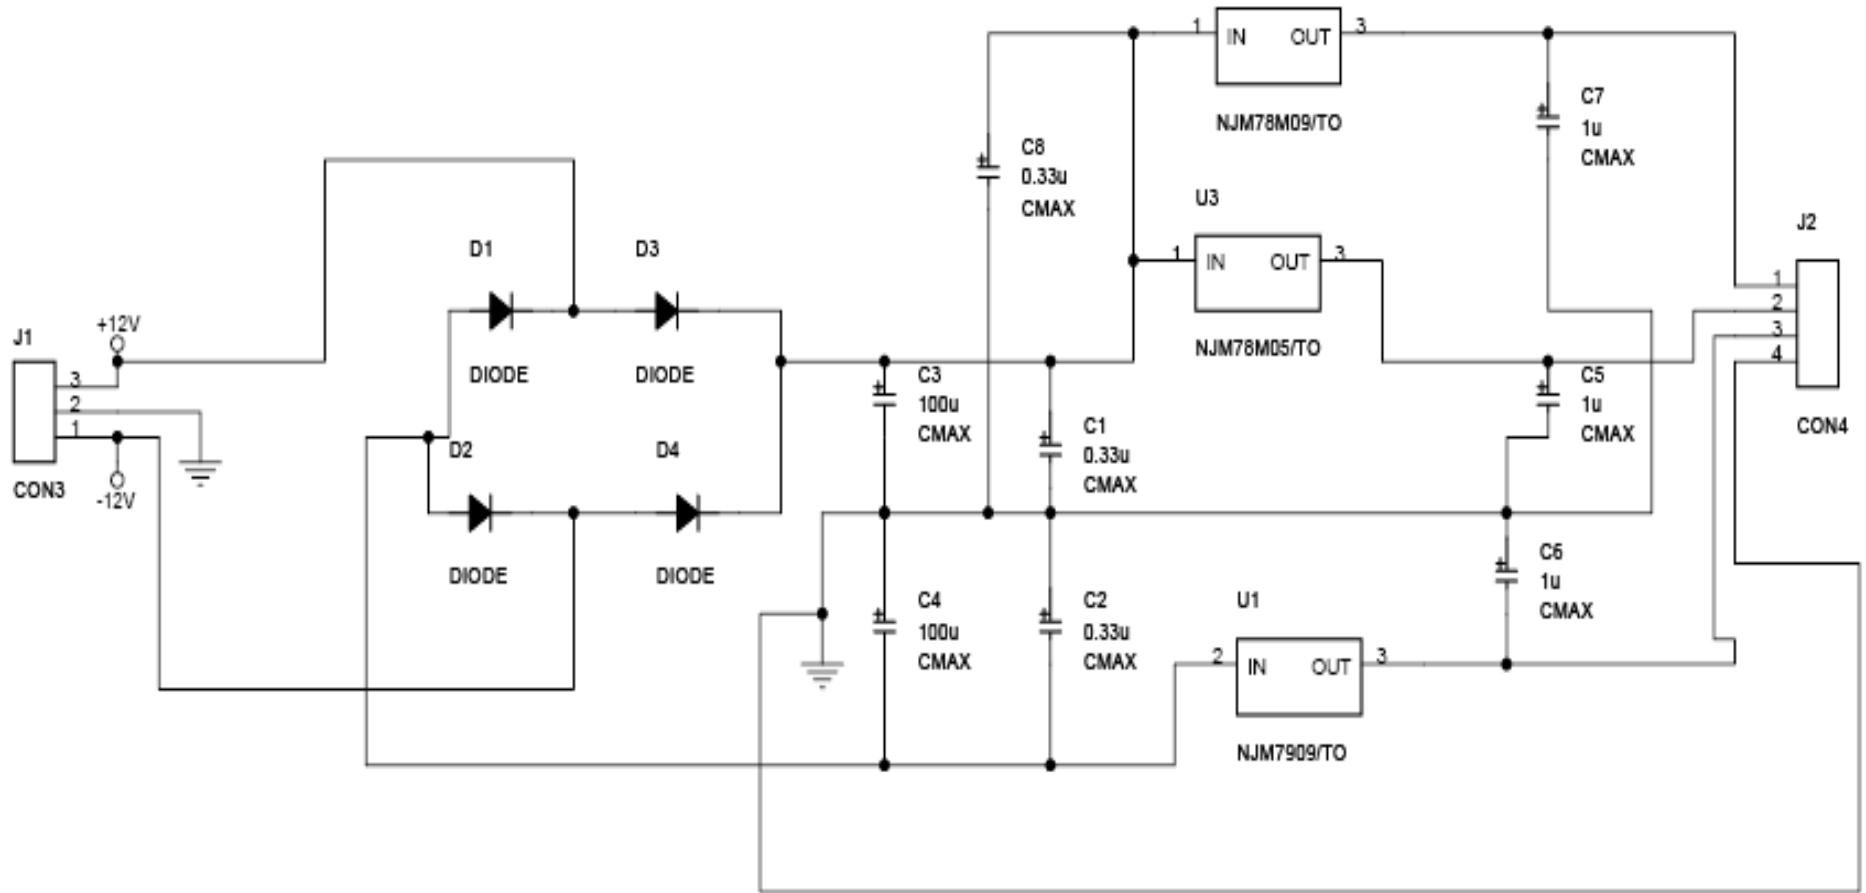 1
IN
OUT
3
NJM78M09/TO
C7
1u
CMAX
C8
0.33u
CMAX
U3
1
IN
OUT
3
NJM78M05/TO
J2
1
2
3
4
CON4
D1
DIODE
D3
DIODE
J1
+12V
3
2
1
-12V
CON3
D2
DIODE
D4
DIODE
C3
100u
CMAX
C1
0.33u
CMAX
C5
1u
CMAX
C6
1u
CMAX
C4
100u
CMAX
C2
0.33u
CMAX
U1
2
IN
OUT
3
NJM7909/TO